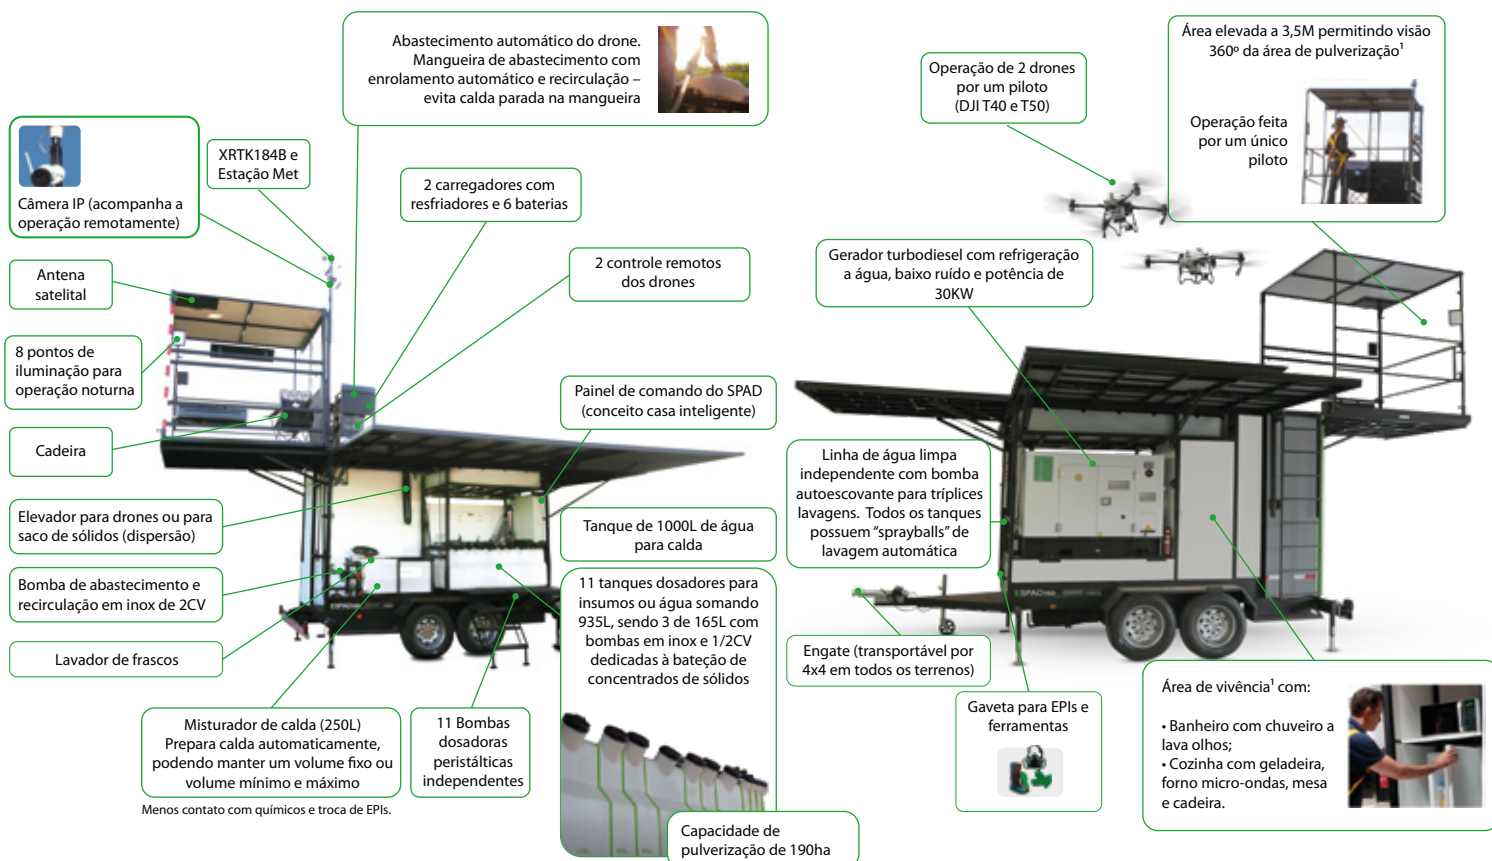 Abastecimento automático do drone.
Mangueira de abastecimento com
enrolamento automático e recirculação –
evita calda parada na mangueira
Câmera IP (acompanha a
operação remotamente)
XRTK184B e
Estação Met
2 carregadores com
resfriadores e 6 baterias
2 controle remotos
dos drones
Antena
satelital
8 pontos de
iluminação para
operação noturna
Cadeira
Painel de comando do SPAD
(conceito casa inteligente)
Elevador para drones ou para
saco de sólidos (dispersão)
Tanque de 1000L de água
para calda
Bomba de abastecimento e
recirculação em inox de 2CV
Lavador de frascos
11 tanques dosadores para
insumos ou água somando
935L, sendo 3 de 165L com
bombas em inox e 1/2CV
dedicadas à bateção de
concentrados de sólidos
Misturador de calda (250L)
Prepara calda automaticamente,
podendo manter um volume fixo ou
volume mínimo e máximo
Menos contato com químicos e troca de EPIs.
11 Bombas
dosadoras
peristálticas
independentes
Capacidade de
pulverização de 190ha
Operação de 2 drones
por um piloto
(DJI T40 e T50)
Área elevada a 3,5M permitindo visão
360º da área de pulverização¹
Operação feita
por um único
piloto
Gerador turbodiesel com refrigeração
a água, baixo ruído e potência de
30KW
Linha de água limpa
independente com bomba
autoescovante para tríplices
lavagens. Todos os tanques
possuem “sprayballs” de
lavagem automática
SPAD
Engate (transportável por
4x4 em todos os terrenos)
Gaveta para EPIs e
ferramentas
Área de vivência¹ com:
• Banheiro com chuveiro a
lava olhos;
• Cozinha com geladeira,
forno micro-ondas, mesa
e cadeira.